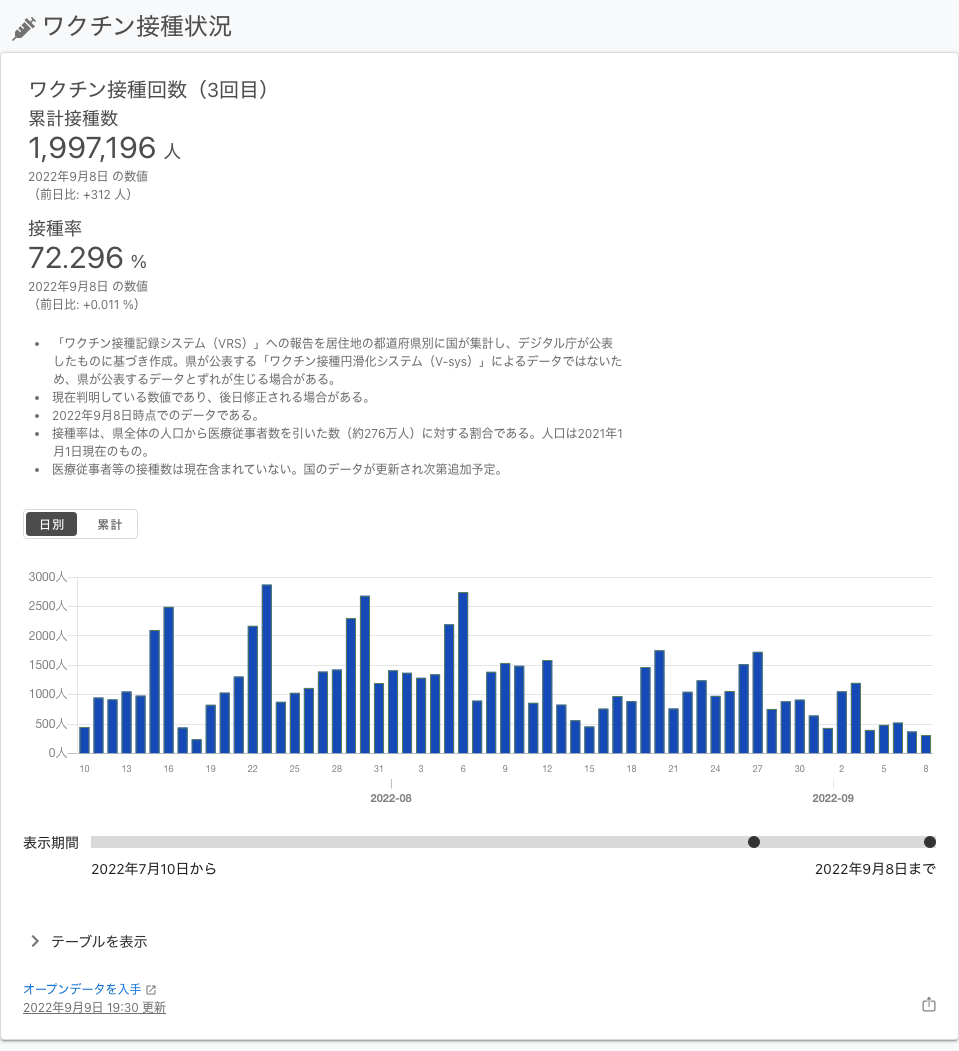 ワクチン接種状況
ワクチン接種回数（3回目）
累計接種数
1,997,196 人
2022年9月8日 の数値
（前日比: +312 人）
接種率
72.296 %
2022年9月8日 の数値
（前日比: +0.011 %）
• 「ワクチン接種記録システム（VRS）」への報告を居住地の都道府県別に国が集計し、デジタル庁が公表
したものに基づき作成。県が公表する「ワクチン接種円滑化システム（V-sys）」によるデータではないた
め、県が公表するデータとずれが生じる場合がある。
• 現在判明している数値であり、後日修正される場合がある。
• 2022年9月8日時点でのデータである。
• 接種率は、県全体の人口から医療従事者数を引いた数（約276万人）に対する割合である。人口は2021年1
月1日現在のもの。
• 医療従事者等の接種数は現在含まれていない。国のデータが更新され次第追加予定。
日別 累計
3000人
2500人
2000人
1500人
1000人
500人
0人
10 13 16 19 22 25 28 31 3 6 9 12 15 18 21 24 27 30 2 5 8
2022-08 2022-09
表示期間
2022年7月10日から 2022年9月8日まで
テーブルを表示
オープンデータを入手
2022年9月9日 19:30 更新